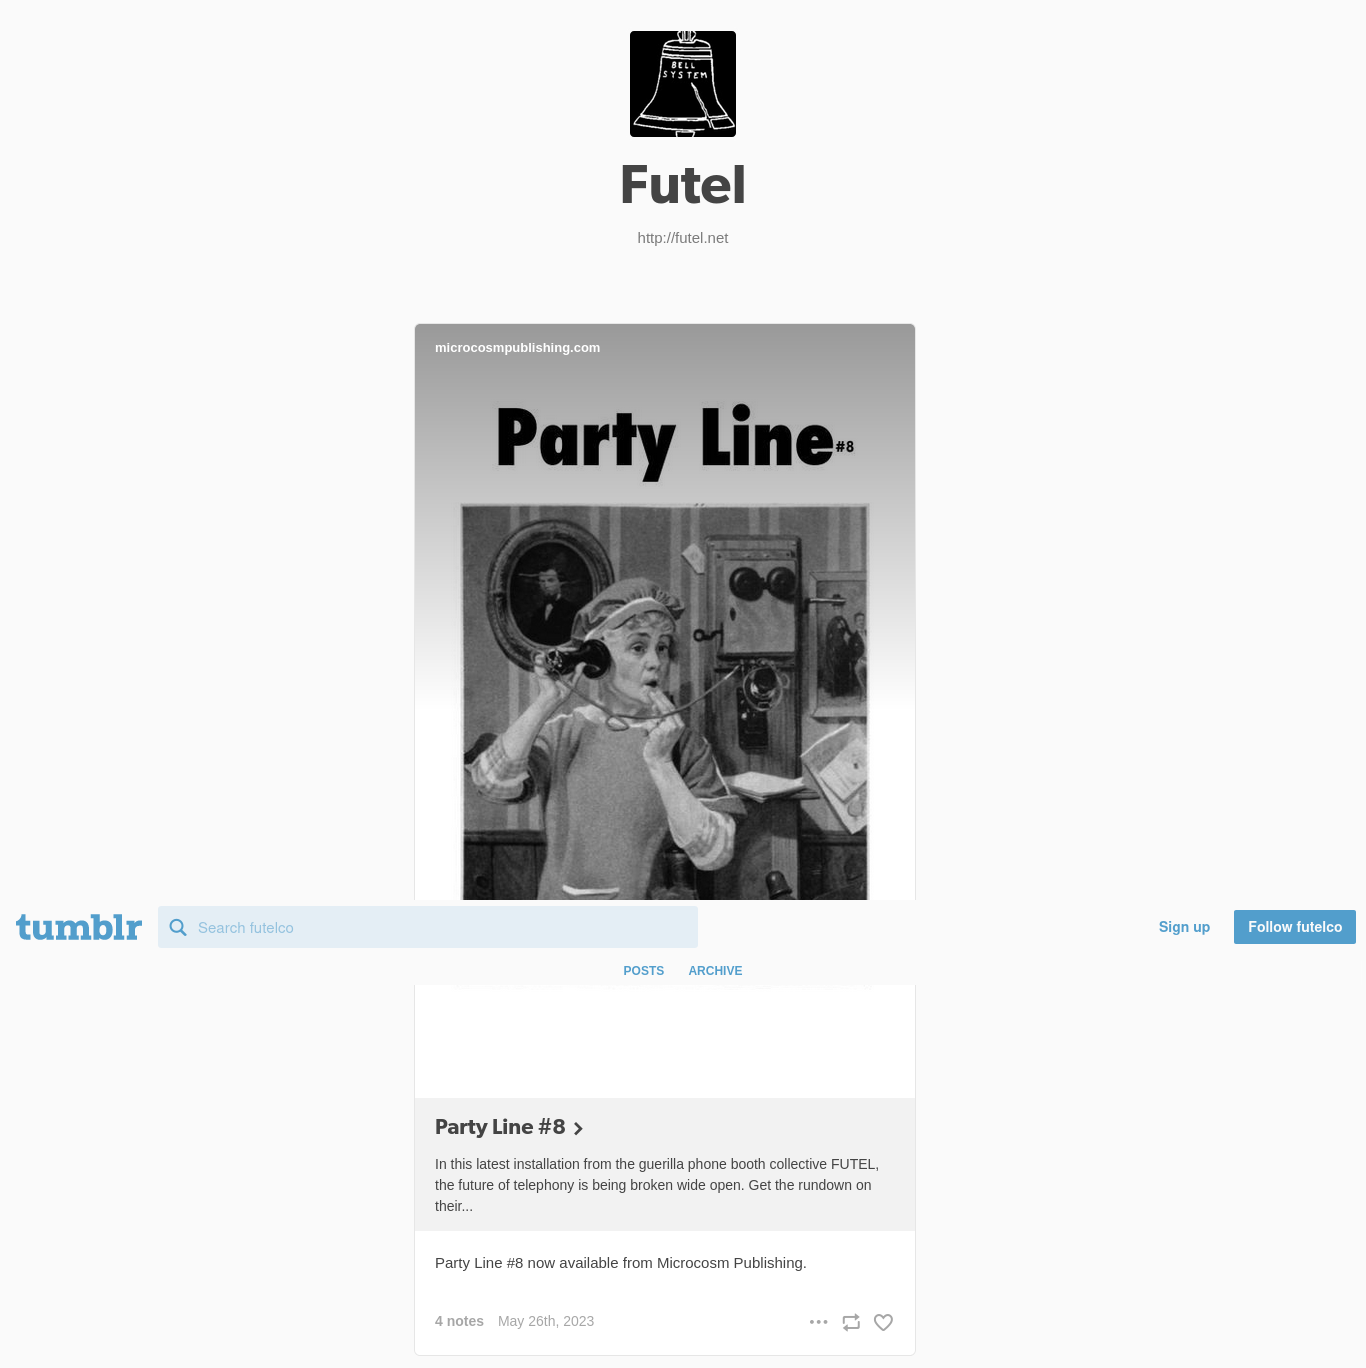 BELL
SYSTEM
Futel
http://futel.net
microcosmpublishing.com
Party Line #8
tumblr
Search futelco
Sign up
Follow futelco
POSTS ARCHIVE
Party Line #8
In this latest installation from the guerilla phone booth collective FUTEL,
the future of telephony is being broken wide open. Get the rundown on
their...
Party Line #8 now available from Microcosm Publishing.
4 notes May 26th, 2023